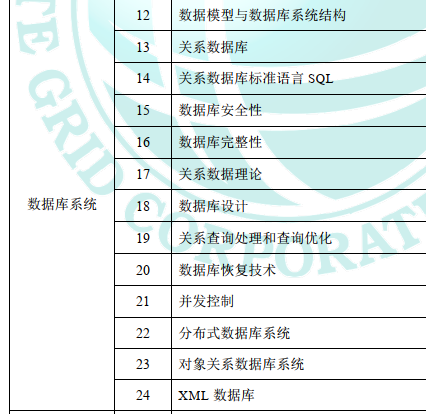 12 数据模型与数据库系统结构
13 关系数据库
14 关系数据库标准语言 SQL
15 数据库安全性
16 数据库完整性
17 关系数据理论
数据库系统 18 数据库设计
19 关系查询处理和查询优化
20 数据库恢复技术
21 并发控制
22 分布式数据库系统
23 对象关系数据库系统
24 XML 数据库
TE GRID CORPORAT